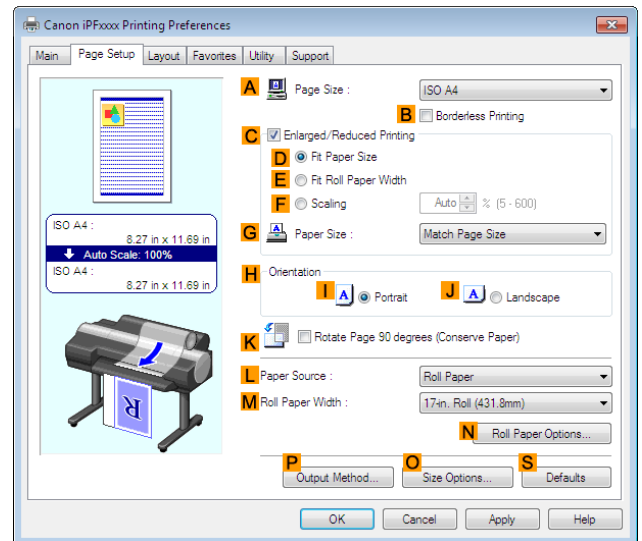 Canon iPFxxxx Printing Preferences
Main Page Setup Layout Favorites Utility Support
A Page Size : ISO A4
B Borderless Printing
C Enlarged/Reduced Printing
D Fit Paper Size
E Fit Roll Paper Width
F Scaling Auto % (5 - 600)
ISO A4 :
8.27 in x 11.69 in
Auto Scale: 100%
ISO A4 :
8.27 in x 11.69 in
G Paper Size : Match Page Size
H Orientation
I A Portrait J A Landscape
K Rotate Page 90 degrees (Conserve Paper)
R
L Paper Source : Roll Paper
M Roll Paper Width : 17-in. Roll (431.8mm)
N Roll Paper Options...
P O S
Output Method... Size Options... Defaults
OK Cancel Apply Help